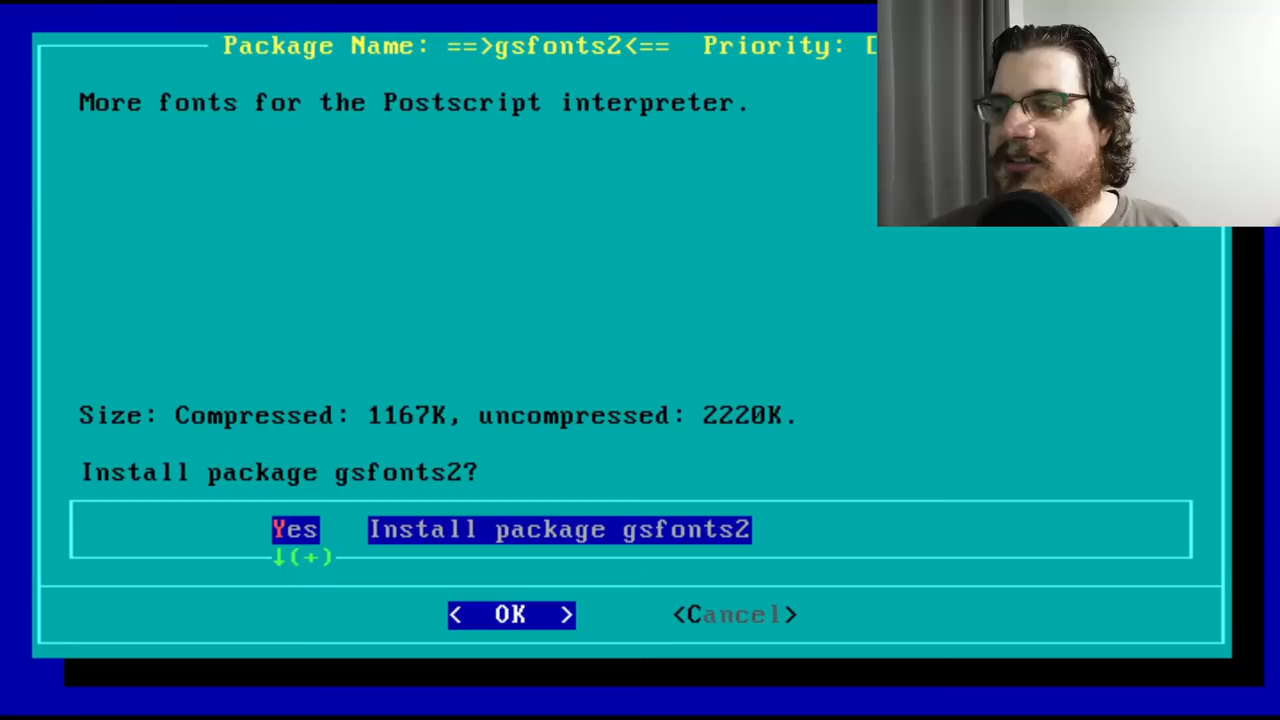 Package Name: ==>gsfonts2<== Priority: [
More fonts for the Postscript interpreter.
Size: Compressed: 1167K, uncompressed: 2220K.
Install package gsfonts2?
Yes Install package gsfonts2
↓(+)
< OK > <Cancel>